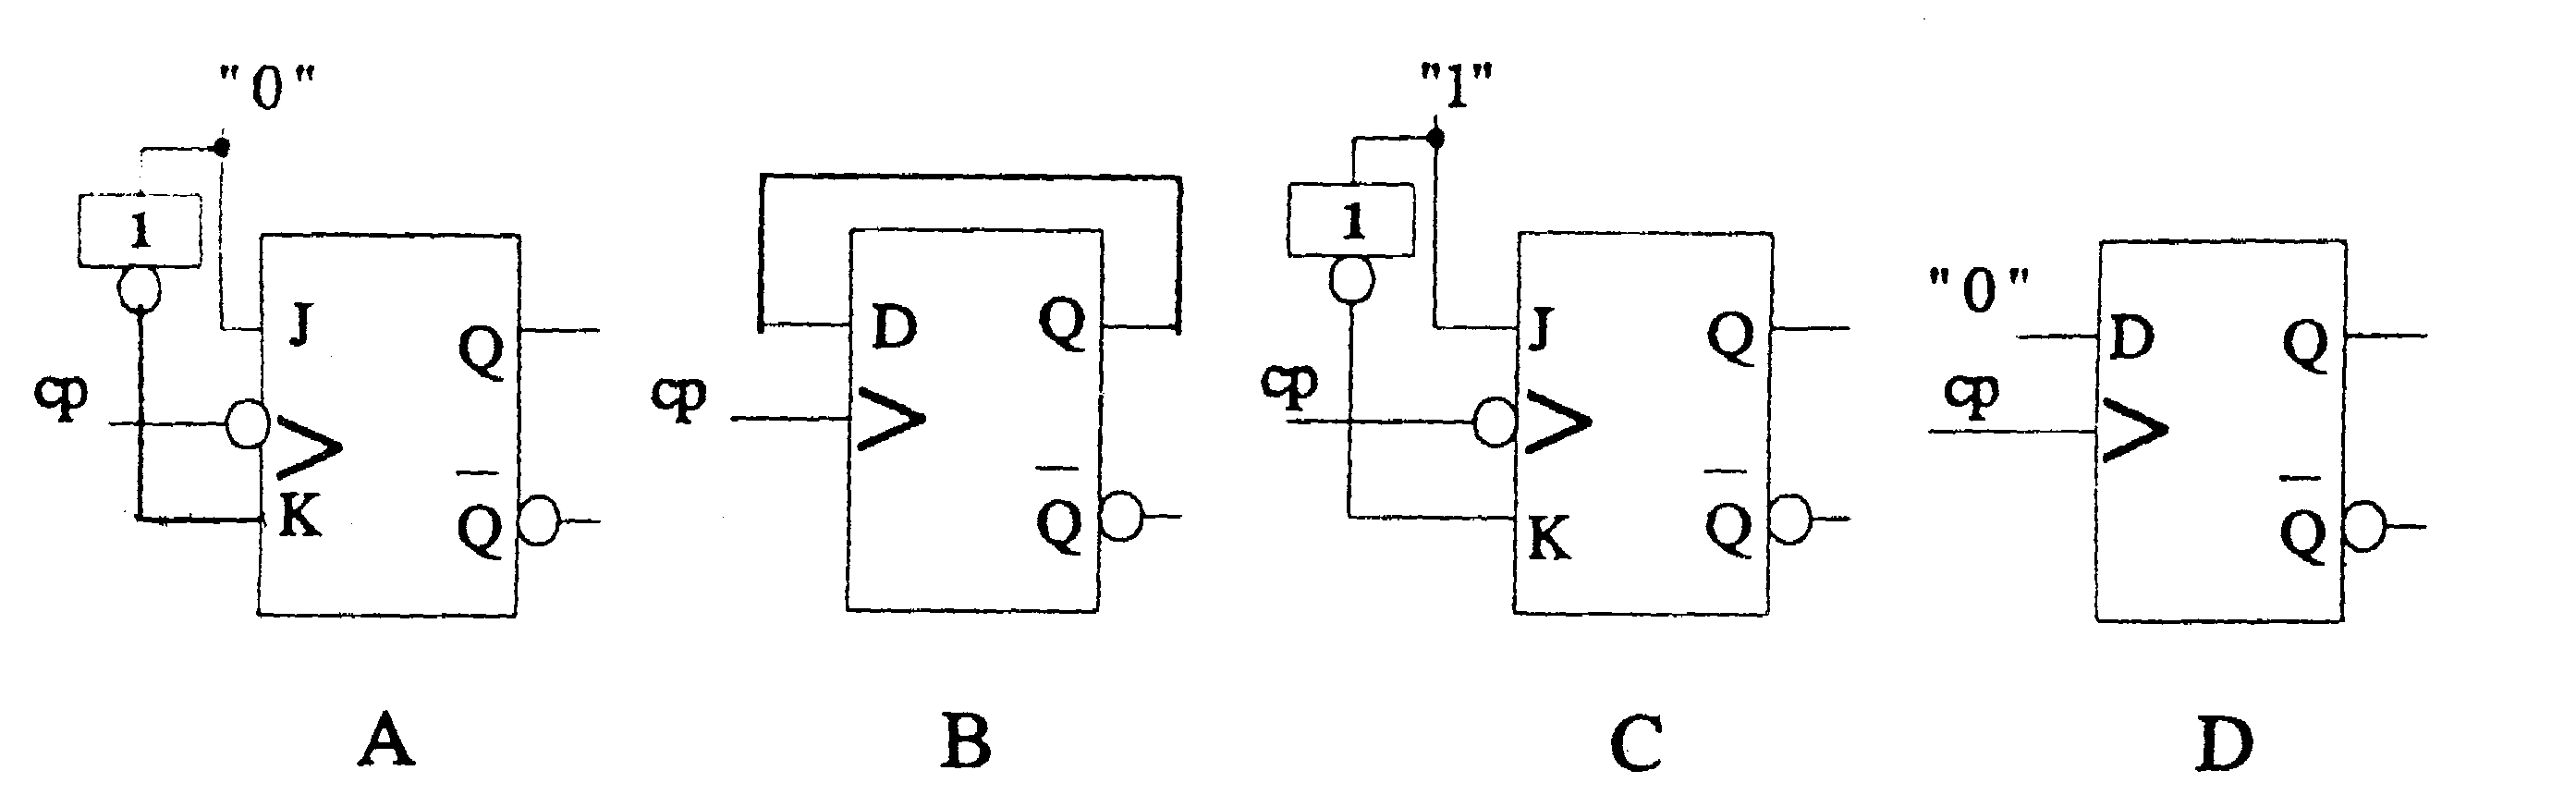 "0"
1
J
Q
cp
K
Q̅
A
D
Q
cp
Q̅
B
"1"
1
J
Q
cp
K
Q̅
C
"0"
D
Q
cp
Q̅
D